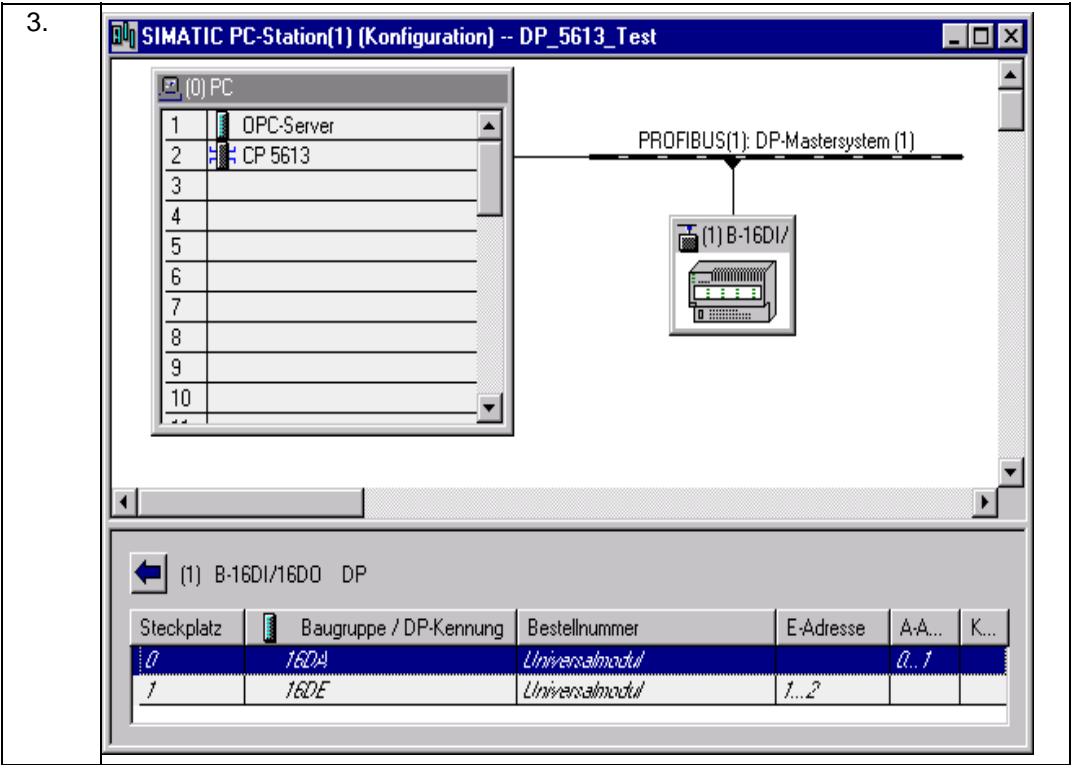 3.
SIMATIC PC-Station(1) (Konfiguration) -- DP_5613_Test
(0) PC
1 OPC-Server
2 CP 5613
3
4
5
6
7
8
9
10
PROFIBUS(1): DP-Mastersystem (1)
(1) B-16DI/
(1) B-16DI/16DO DP
Steckplatz Baugruppe / DP-Kennung Bestellnummer E-Adresse A-A... K...
0 16DA Universalmodul 0...1
1 16DE Universalmodul 1...2